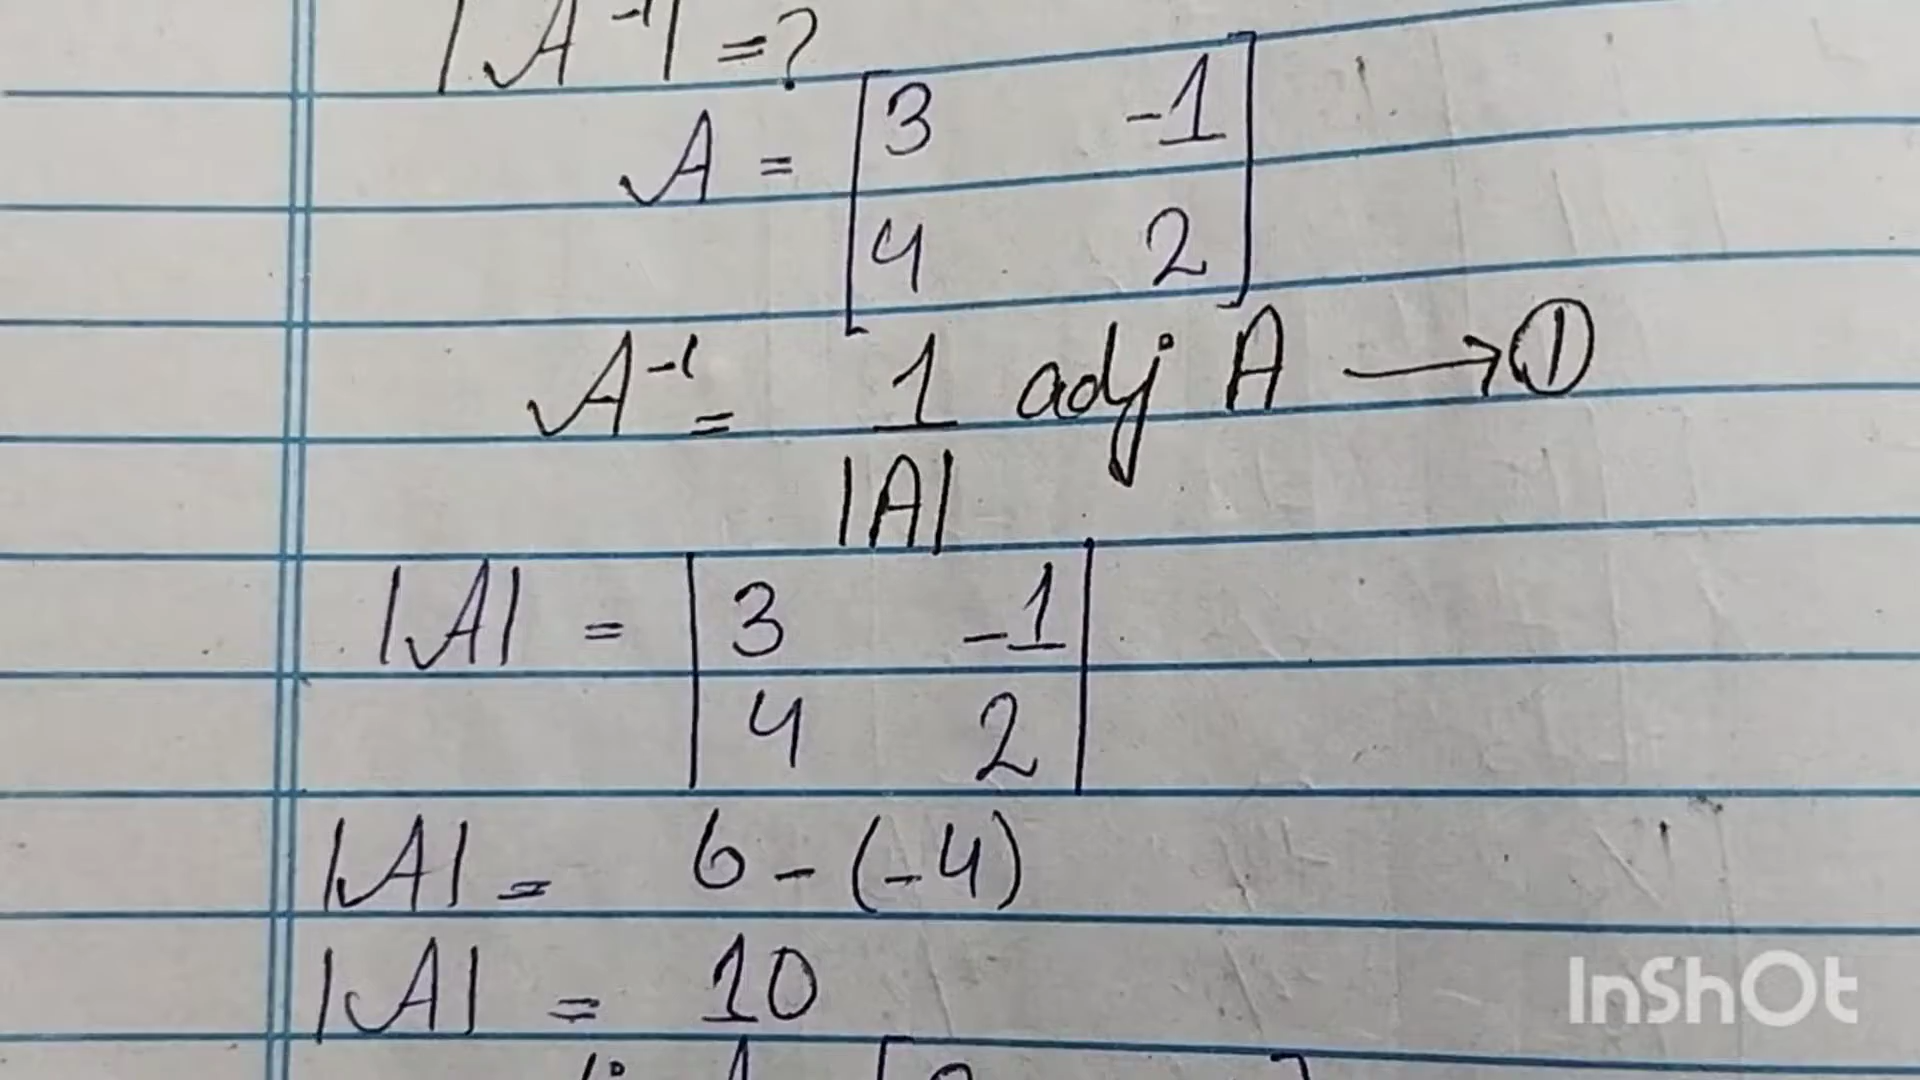 |A⁻¹| = ?
A = [3 -1
4 2]
A⁻¹ = 1 adj A → ①
|A|
|A| = |3 -1
4 2|
|A| = 6 - (-4)
|A| = 10
InShOt